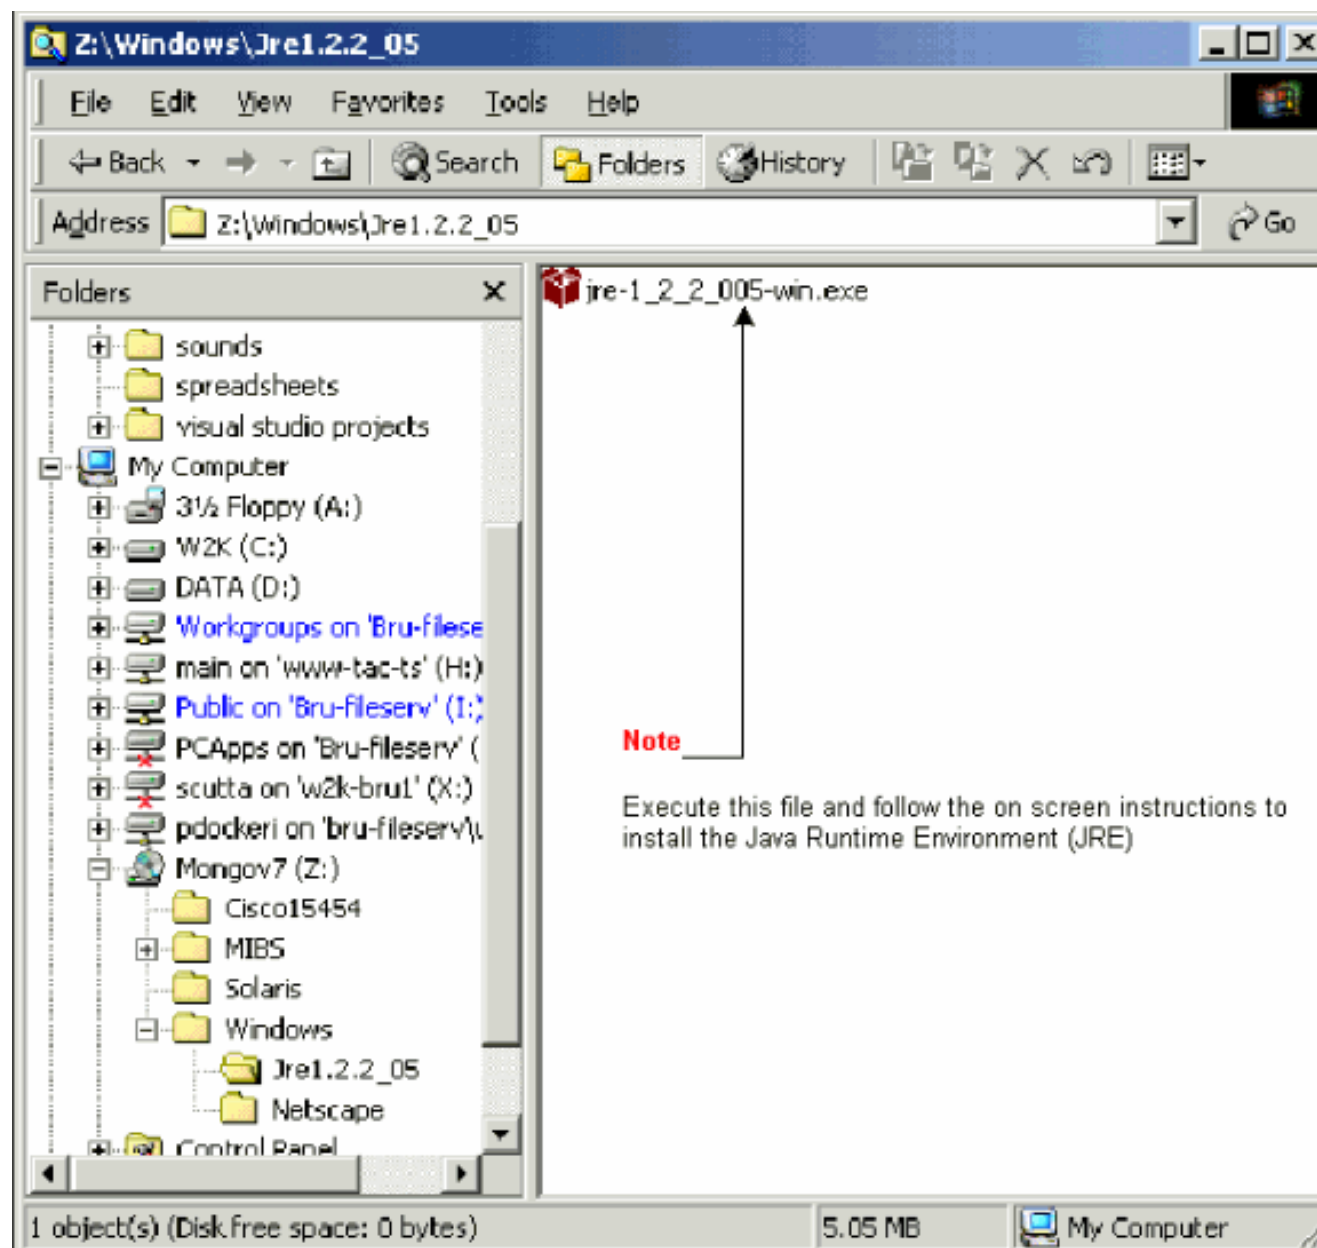 Z:\Windows\Jre1.2.2_05
File Edit View Favorites Tools Help
Back Search Folders History
Address Z:\Windows\Jre1.2.2_05 Go
Folders
sounds
spreadsheets
visual studio projects
My Computer
3½ Floppy (A:)
W2K (C:)
DATA (D:)
Workgroups on 'Bru-filese
main on 'www-tac-ts' (H:)
Public on 'Bru-fileserv' (I:)
PCApps on 'Bru-fileserv' (
scutta on 'w2k-bru1' (X:)
pdockeri on 'bru-fileserv\u
Mongov7 (Z:)
Cisco15454
MIBS
Solaris
Windows
Jre1.2.2_05
Netscape
Control Panel
jre-1_2_2_005-win.exe
Note
Execute this file and follow the on screen instructions to
install the Java Runtime Environment (JRE)
1 object(s) (Disk free space: 0 bytes) 5.05 MB My Computer